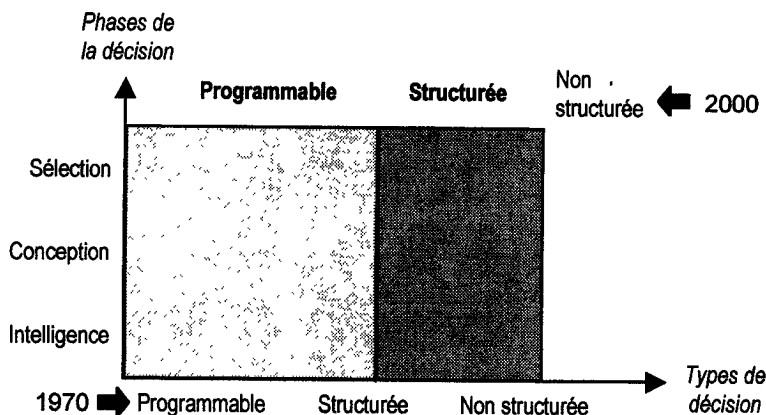 Phases de
la décision
Programmable Structurée Non
structurée 2000
Sélection
Conception
Intelligence
1970 Programmable Structurée Non structurée
Types de
décision